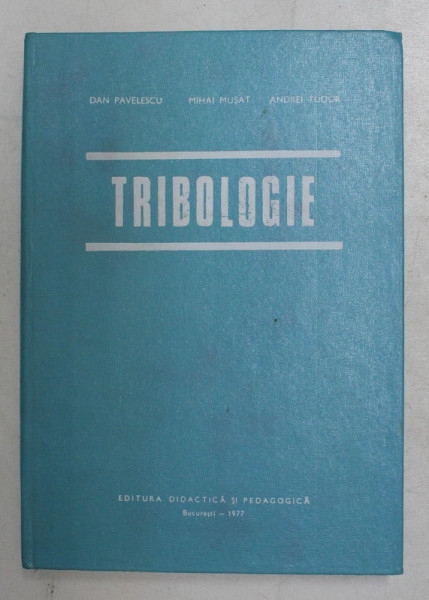 DAN PAVELESCU MIHAI MUȘAT ANDREI TUDOR
TRIBOLOGIE
EDITURA DIDACTICĂ ȘI PEDAGOGICĂ
București – 1977